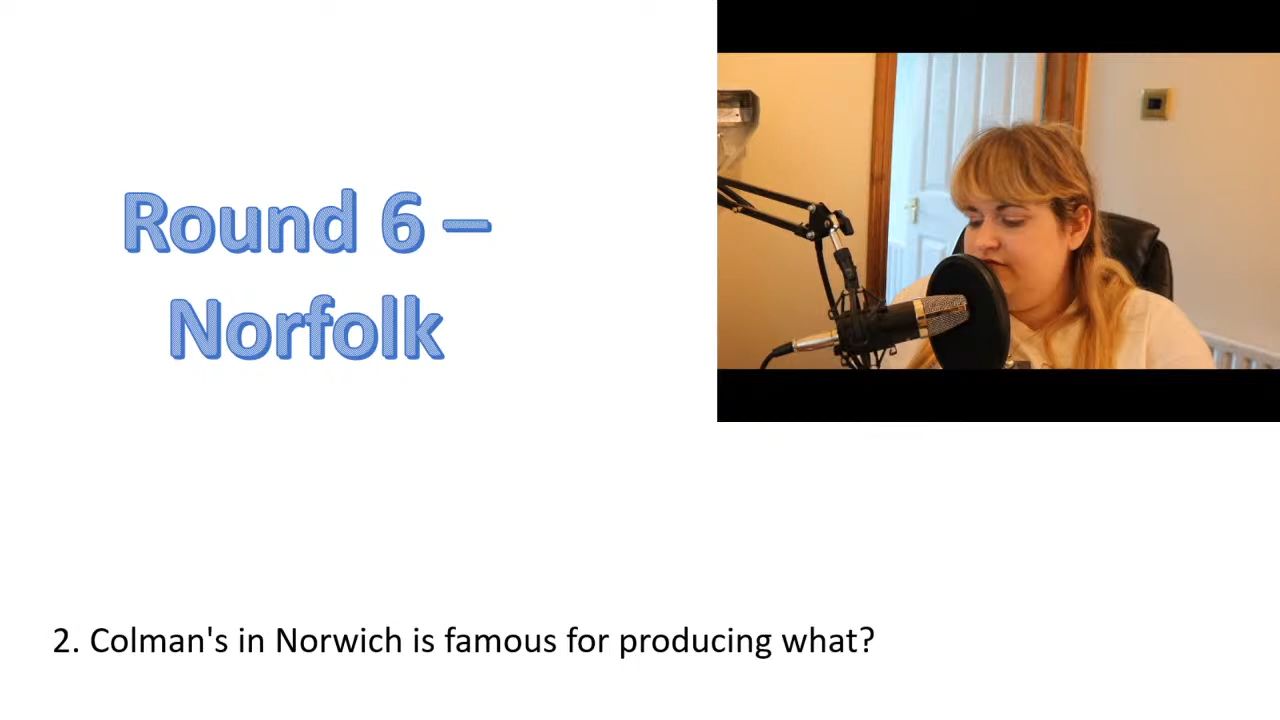 Round 6 –
Norfolk
2. Colman's in Norwich is famous for producing what?